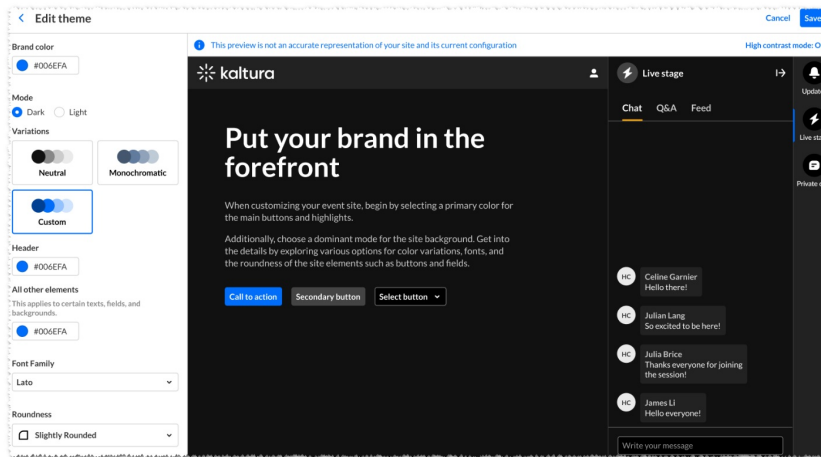 Edit theme
Cancel
Save
Brand color
#006EFA
Mode
Dark
Light
Variations
Neutral
Monochromatic
Custom
Header
#006EFA
All other elements
This applies to certain texts, fields, and
backgrounds.
#006EFA
Font Family
Lato
Roundness
Slightly Rounded
This preview is not an accurate representation of your site and its current configuration
High contrast mode: O
kaltura
Put your brand in the
forefront
When customizing your event site, begin by selecting a primary color for
the main buttons and highlights.
Additionally, choose a dominant mode for the site background. Get into
the details by exploring various options for color variations, fonts, and
the roundness of the site elements such as buttons and fields.
Call to action
Secondary button
Select button
Live stage
Chat
Q&A
Feed
HC
Celine Garnier
Hello there!
HC
Julian Lang
So excited to be here!
HC
Julia Brice
Thanks everyone for joining
the session!
HC
James Li
Hello everyone!
Write your message
Update
Live sta
Private